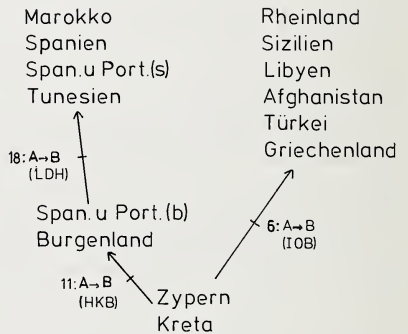 Marokko
Spanien
Span. u Port. (s)
Tunesien
Rheinland
Sizilien
Libyen
Afghanistan
Türkei
Griechenland
18: A→B
(LDH)
Span. u Port. (b)
Burgenland
6: A→B
(IOB)
11: A→B
(HKB)
Zypern
Kreta